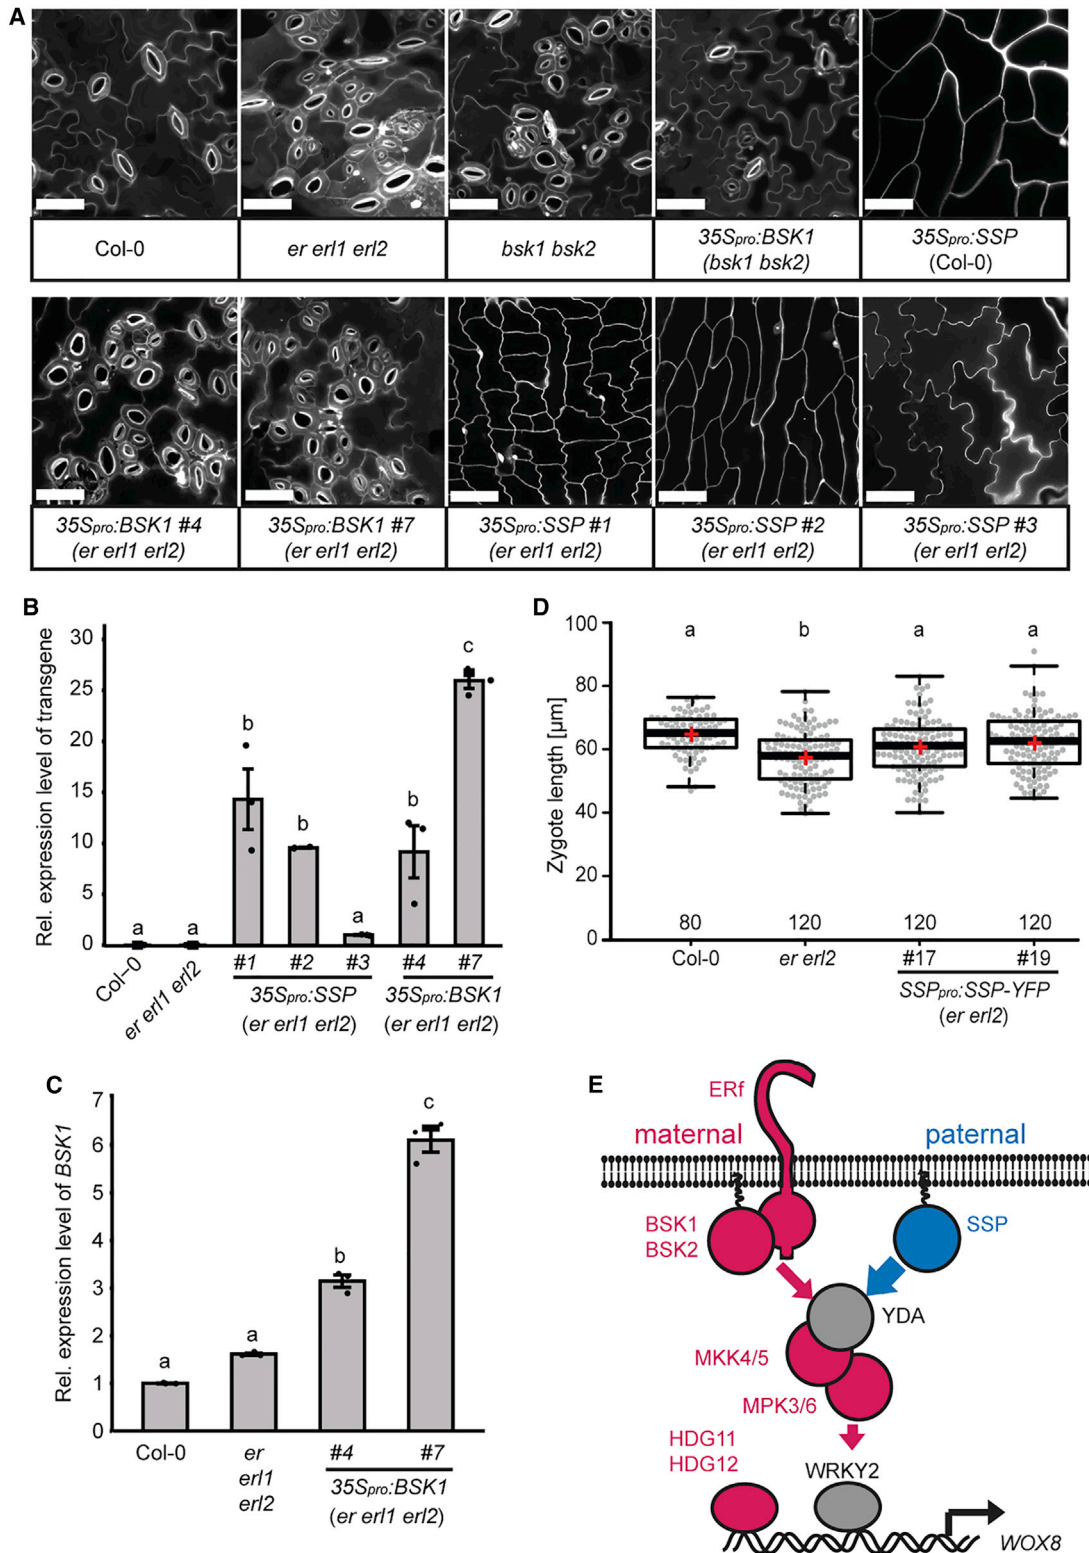 A
Col-0
er erl1 erl2
bsk1 bsk2
35Spro:BSK1
(bsk1 bsk2)
35Spro:SSP
(Col-0)
35Spro:BSK1 #4
(er erl1 erl2)
35Spro:BSK1 #7
(er erl1 erl2)
35Spro:SSP #1
(er erl1 erl2)
35Spro:SSP #2
(er erl1 erl2)
35Spro:SSP #3
(er erl1 erl2)
B
Rel. expression level of transgene
30
25
20
15
10
5
0
a
a
b
b
a
b
c
Col-0
er erl1 erl2
#1
#2
#3
#4
#7
35Spro:SSP
(er erl1 erl2)
35Spro:BSK1
(er erl1 erl2)
D
Zygote length [µm]
100
80
60
40
20
0
a
b
a
a
80
120
120
120
Col-0
er erl2
#17
#19
SSPpro:SSP-YFP
(er erl2)
C
Rel. expression level of BSK1
7
6
5
4
3
2
1
0
a
a
b
c
Col-0
er
erl1
erl2
#4
#7
35Spro:BSK1
(er erl1 erl2)
E
ERf
maternal
paternal
BSK1
BSK2
SSP
YDA
MKK4/5
MPK3/6
HDG11
HDG12
WRKY2
WOX8